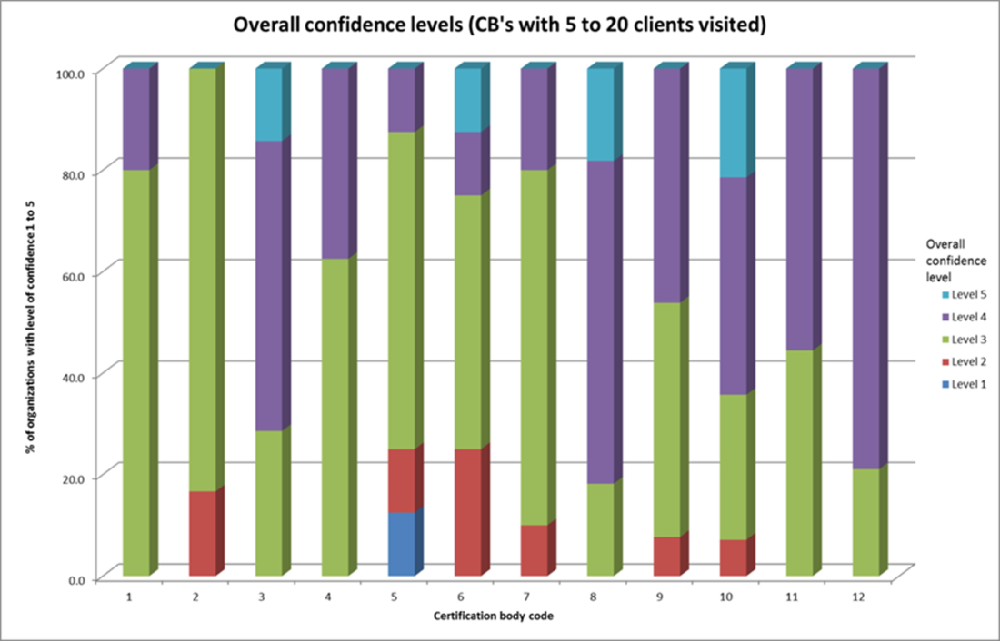 Overall confidence levels (CB's with 5 to 20 clients visited)
% of organizations with level of confidence 1 to 5
100.0
80.0
60.0
40.0
20.0
0.0
1 2 3 4 5 6 7 8 9 10 11 12
Certification body code
Overall
confidence
level
Level 5
Level 4
Level 3
Level 2
Level 1